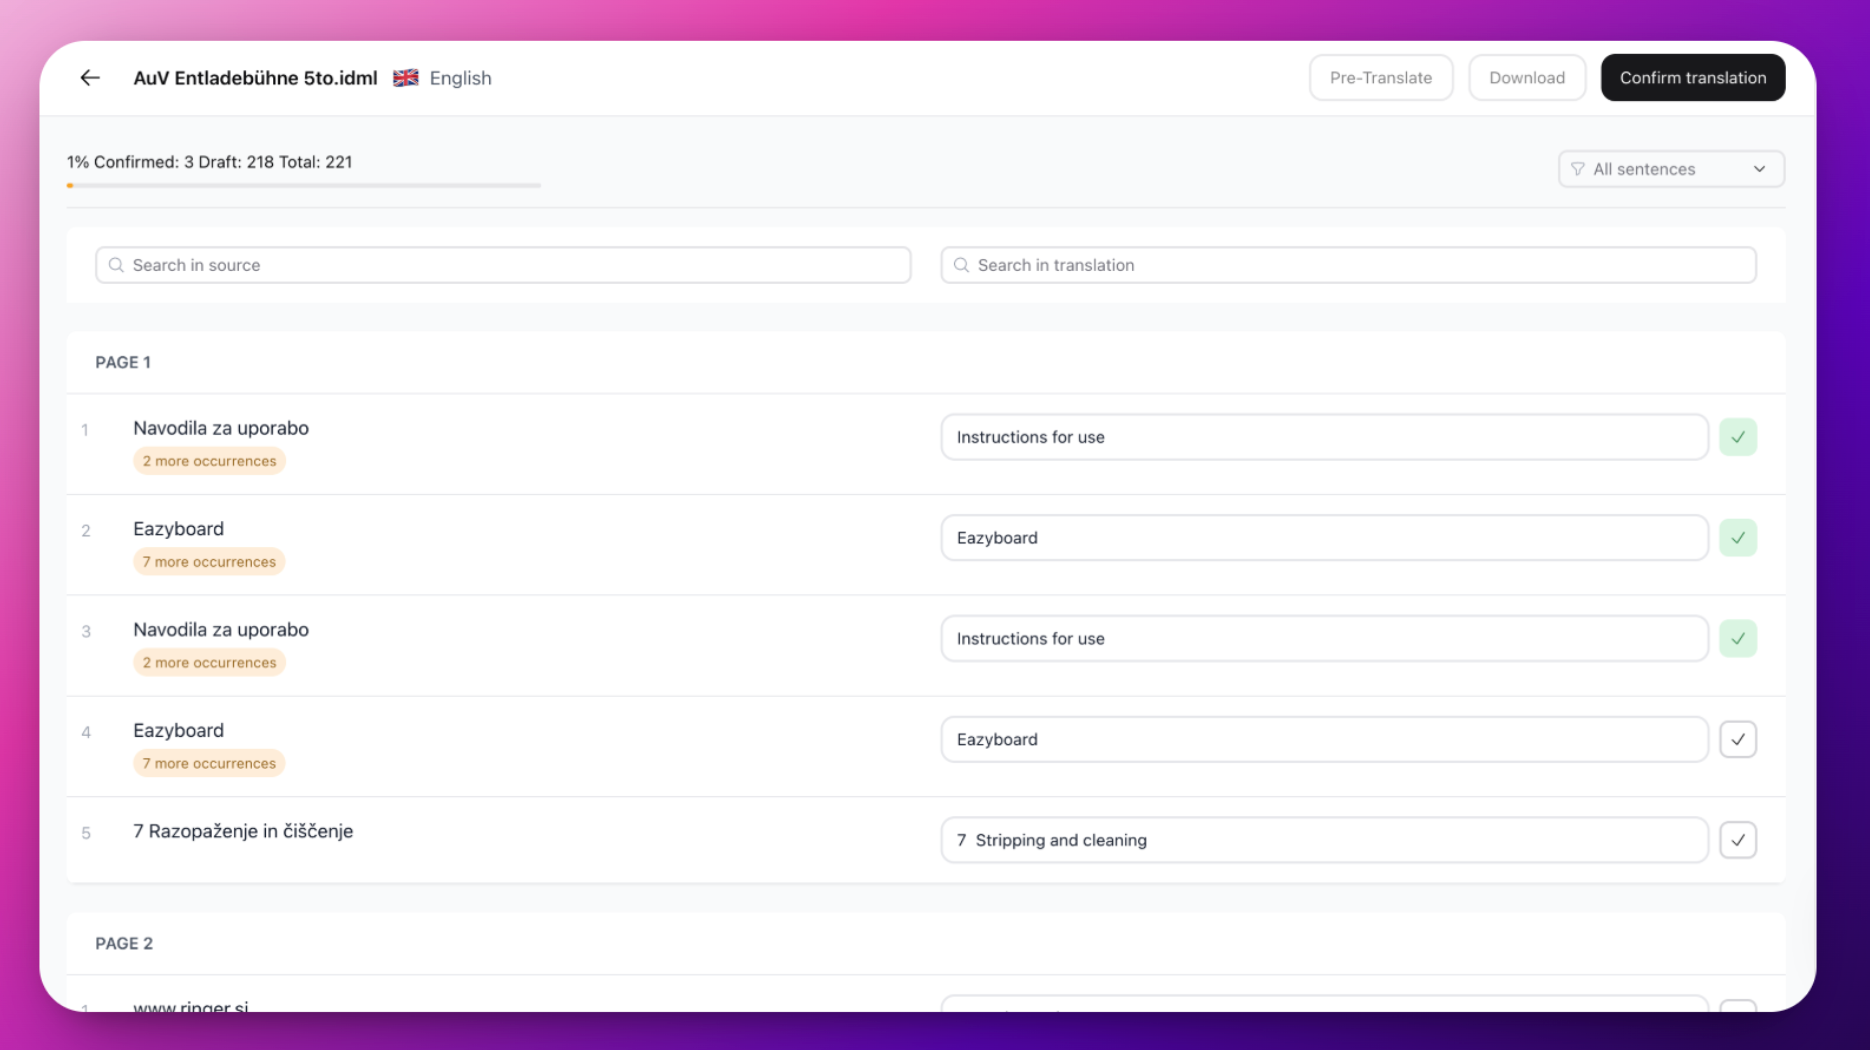 AuV Entladebühne 5to.idml English Pre-Translate Download Confirm translation
1% Confirmed: 3 Draft: 218 Total: 221
All sentences
Search in source Search in translation
PAGE 1
1 Navodila za uporabo Instructions for use
2 more occurrences
2 Eazyboard Eazyboard
7 more occurrences
3 Navodila za uporabo Instructions for use
2 more occurrences
4 Eazyboard Eazyboard
7 more occurrences
5 7 Razopaženje in čiščenje 7 Stripping and cleaning
PAGE 2
1 www.ringer.si